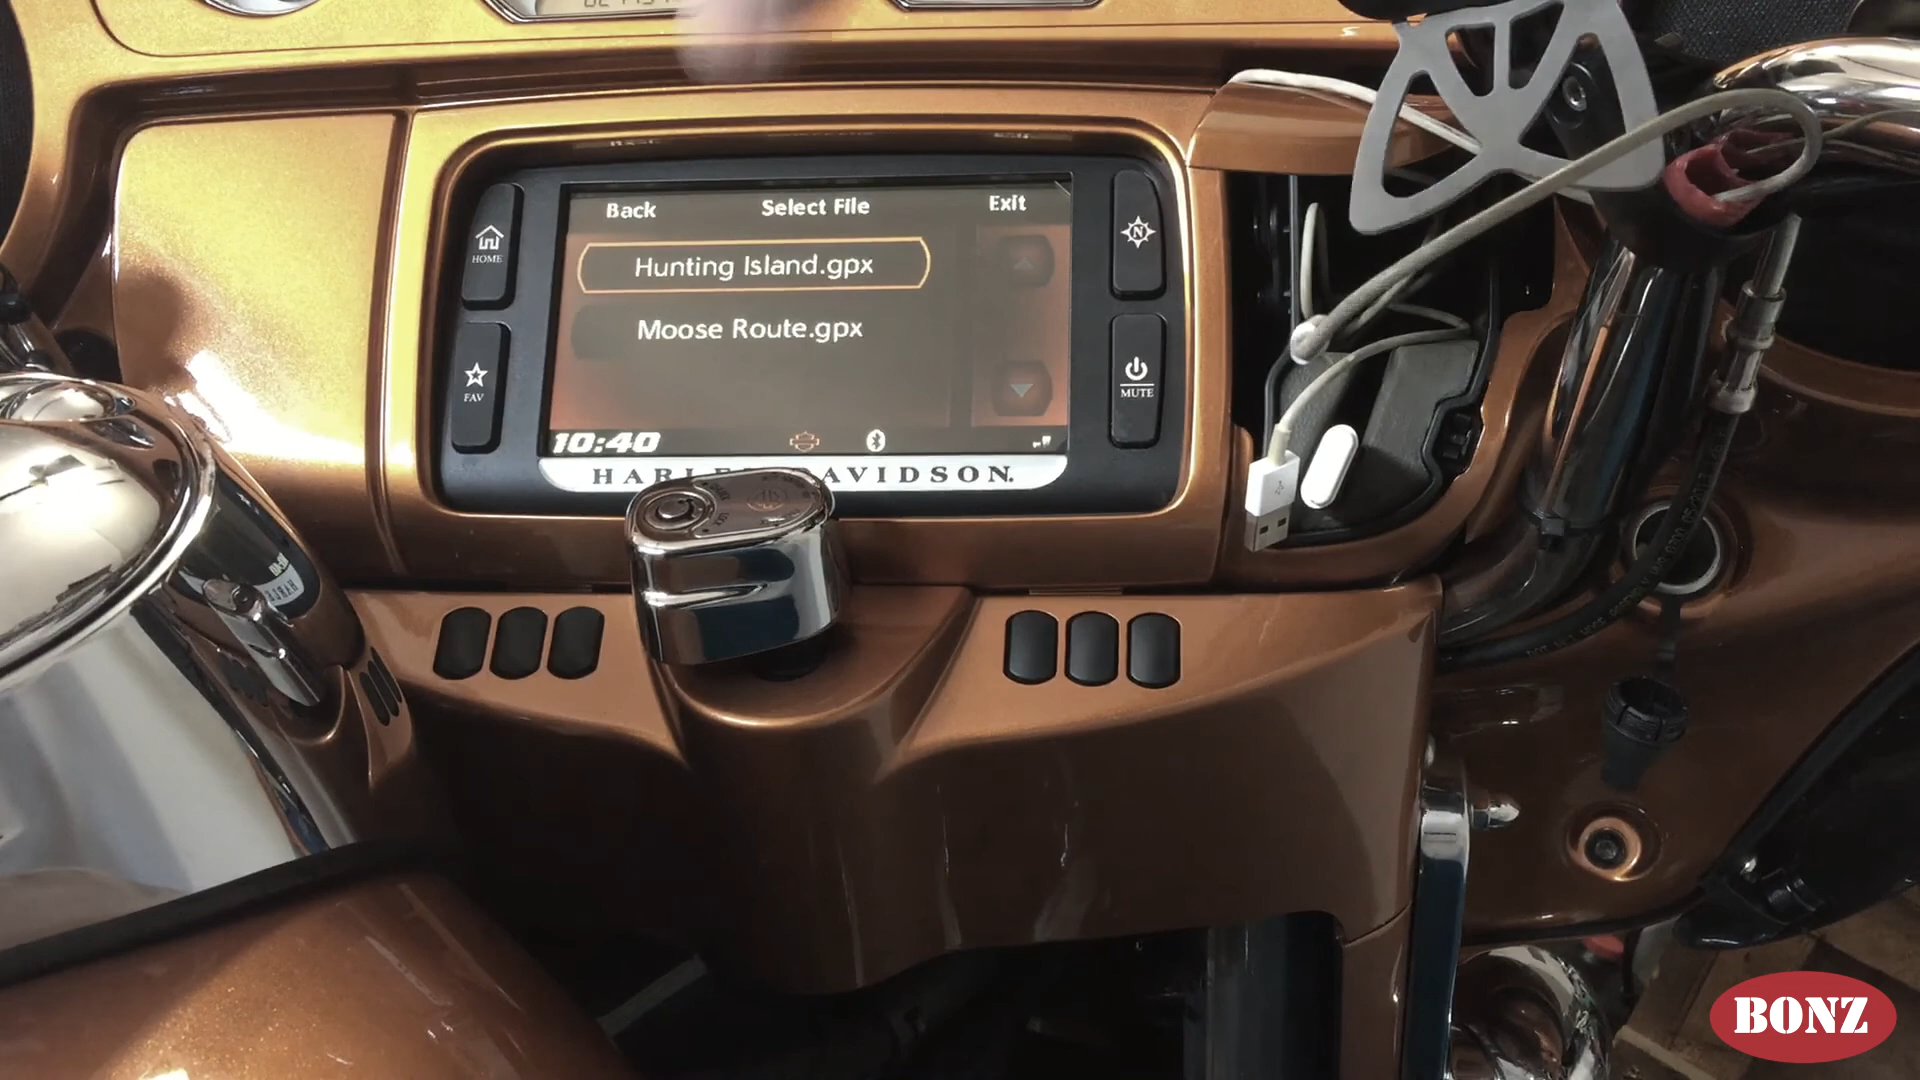 Back Select File Exit
Hunting Island.gpx
Moose Route.gpx
HOME
FAV
N
MUTE
10:40
BONZ